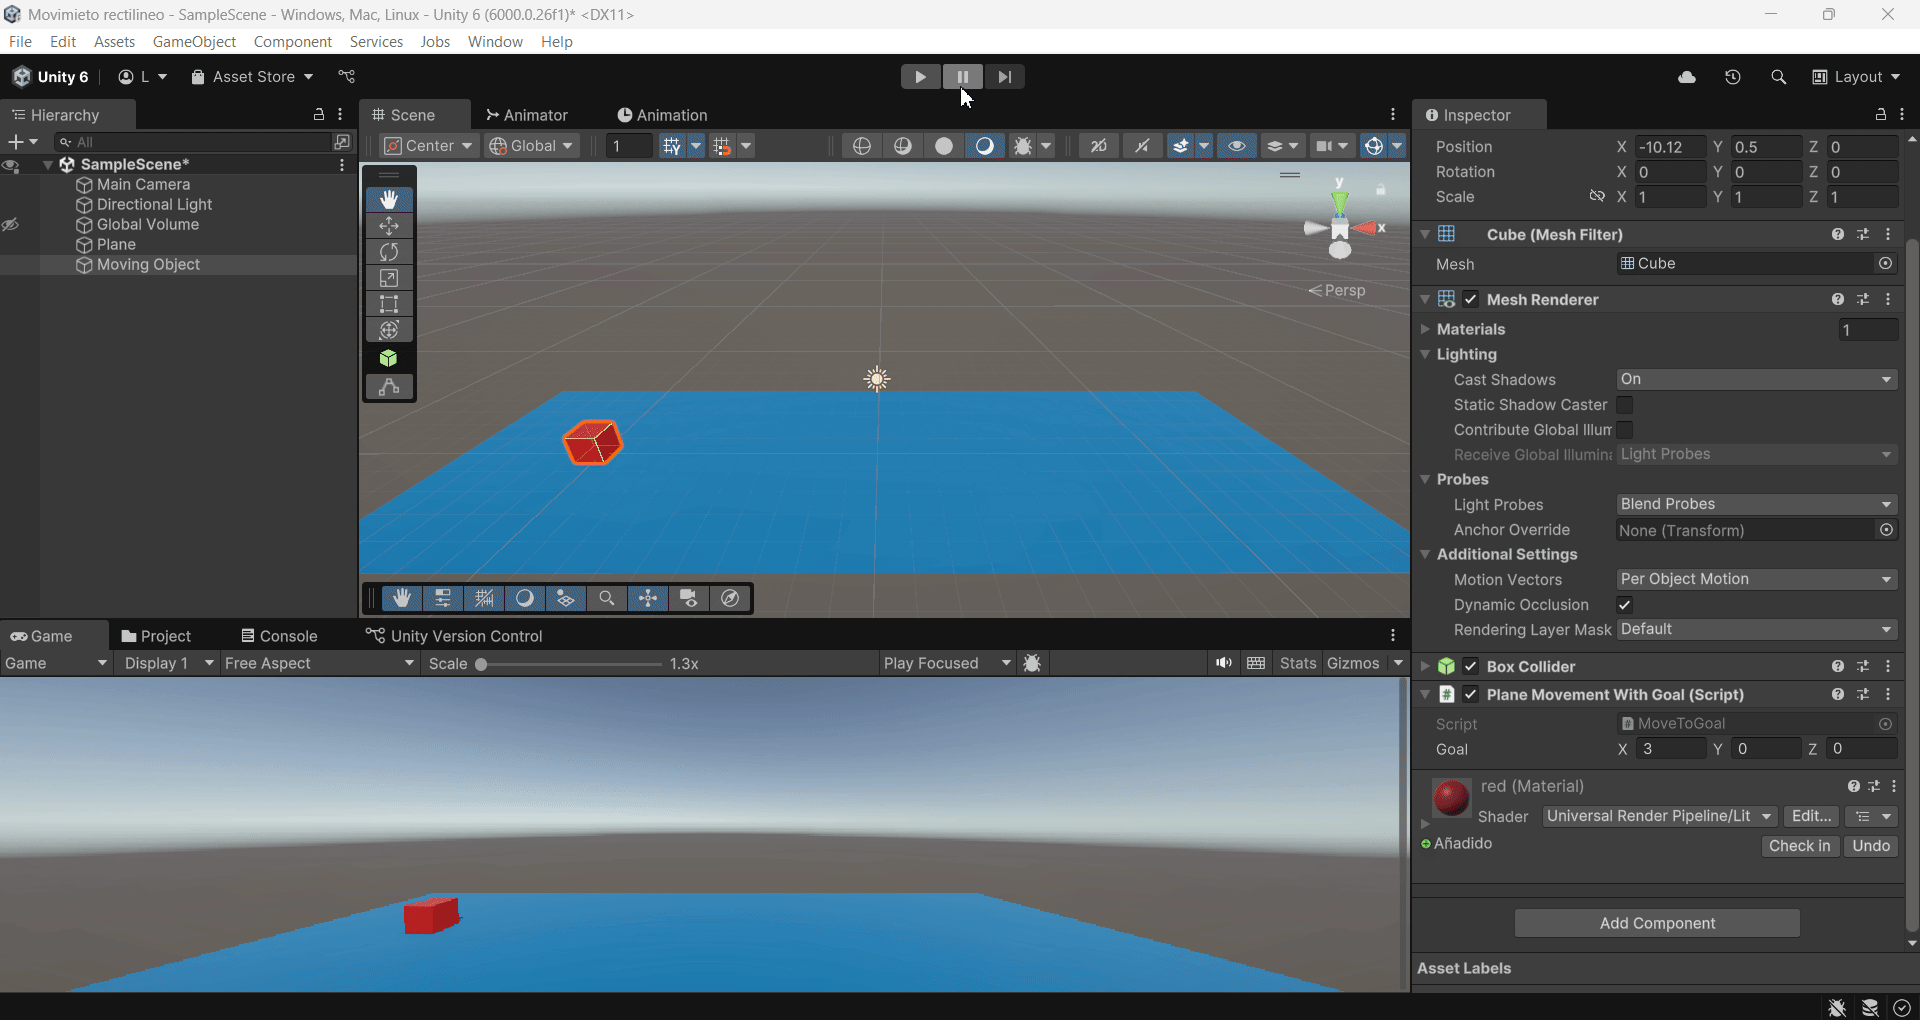 Movimieto rectilineo - SampleScene - Windows, Mac, Linux - Unity 6 (6000.0.26f1)* <DX11>
File Edit Assets GameObject Component Services Jobs Window Help
Unity 6 L Asset Store Layout
Hierarchy
All
SampleScene*
Main Camera
Directional Light
Global Volume
Plane
Moving Object
Scene Animator Animation
Center Global 1 2D
y
x
Persp
Game Project Console Unity Version Control
Game Display 1 Free Aspect Scale 1.3x Play Focused Stats Gizmos
Inspector
Position X -10.12 Y 0.5 Z 0
Rotation X 0 Y 0 Z 0
Scale X 1 Y 1 Z 1
Cube (Mesh Filter)
Mesh Cube
Mesh Renderer
Materials 1
Lighting
Cast Shadows On
Static Shadow Caster
Contribute Global Illum
Receive Global Illumina Light Probes
Probes
Light Probes Blend Probes
Anchor Override None (Transform)
Additional Settings
Motion Vectors Per Object Motion
Dynamic Occlusion
Rendering Layer Mask Default
Box Collider
# Plane Movement With Goal (Script)
Script MoveToGoal
Goal X 3 Y 0 Z 0
red (Material)
Shader Universal Render Pipeline/Lit Edit...
Añadido Check in Undo
Add Component
Asset Labels